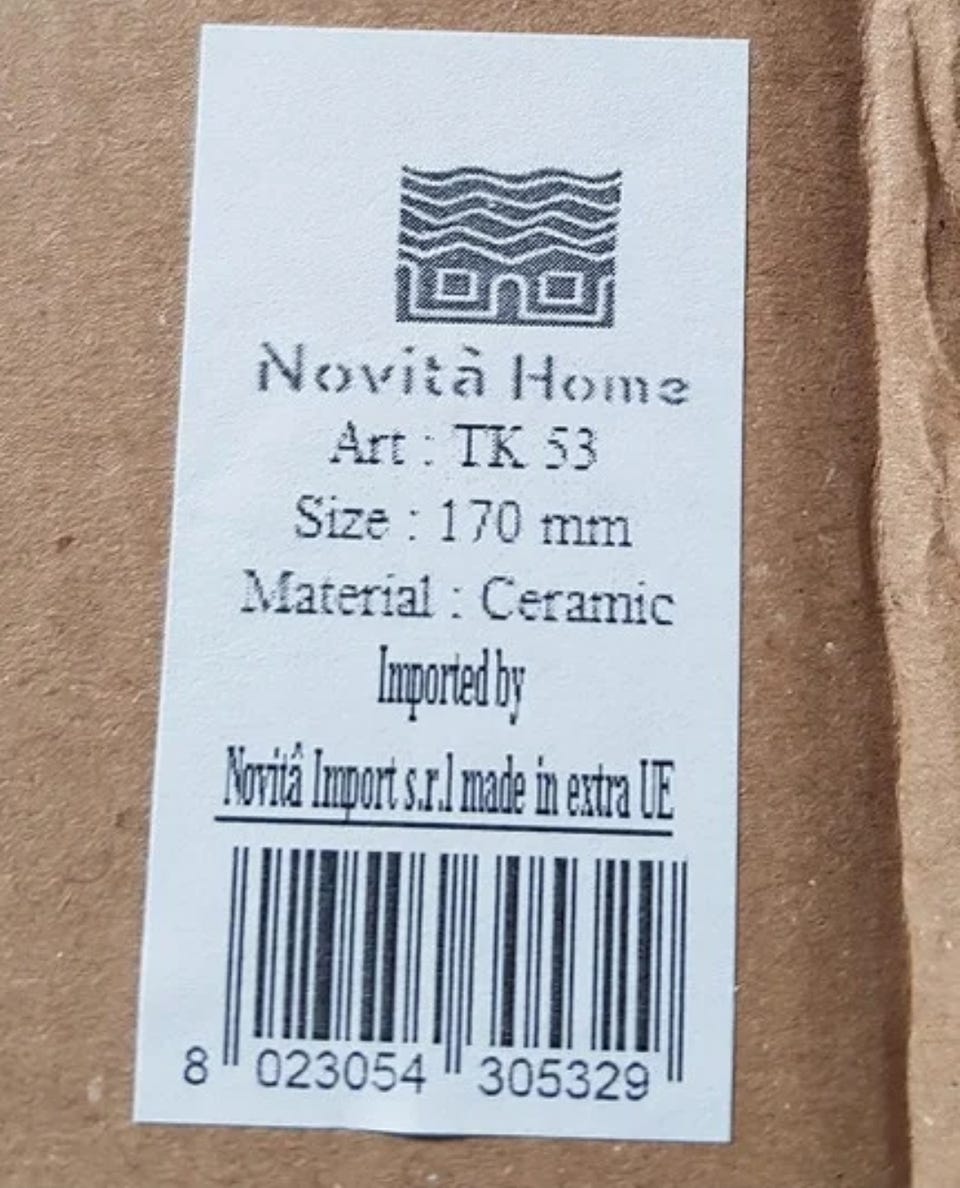 Novità Home
Art : TK 53
Size : 170 mm
Material : Ceramic
Imported by
Novitâ Import s.r.l made in extra UE
8 023054 305329